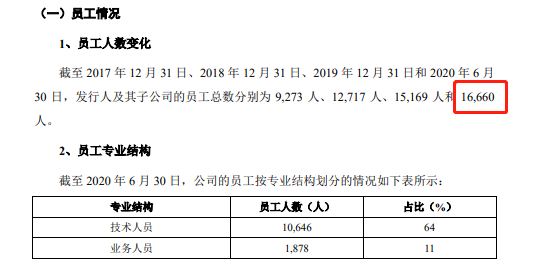 （一）员工情况
1、员工人数变化
截至 2017 年 12 月 31 日、2018 年 12 月 31 日、2019 年 12 月 31 日和 2020 年 6 月
30 日，发行人及其子公司的员工总数分别为 9,273 人、12,717 人、15,169 人和 16,660
人。
2、员工专业结构
截至 2020 年 6 月 30 日，公司的员工按专业结构划分的情况如下表所示：
专业结构 员工人数（人） 占比（%）
技术人员 10,646 64
业务人员 1,878 11